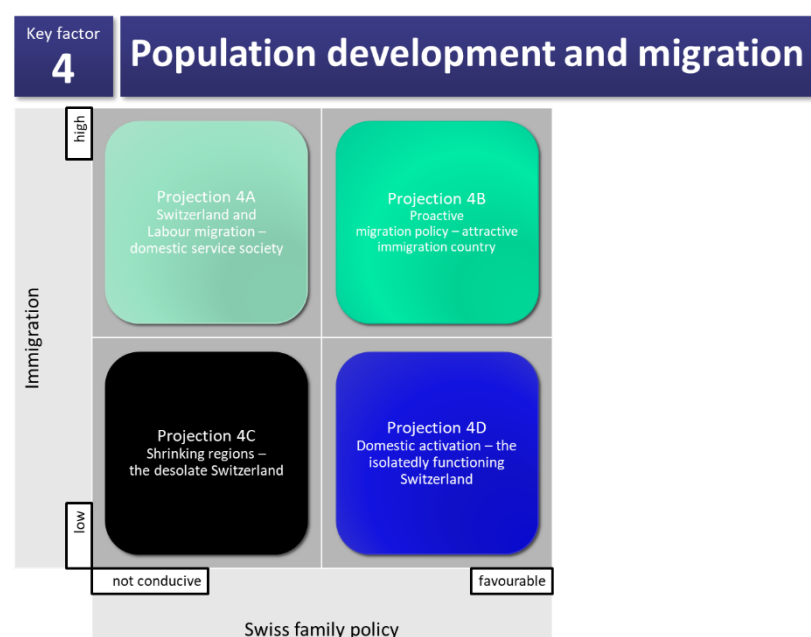 Key factor
4
Population development and migration
high
Projection 4A
Switzerland and
Labour migration –
domestic service society
Projection 4B
Proactive
migration policy – attractive
immigration country
Immigration
Projection 4C
Shrinking regions –
the desolate Switzerland
Projection 4D
Domestic activation – the
isolatedly functioning
Switzerland
low
not conducive
favourable
Swiss family policy